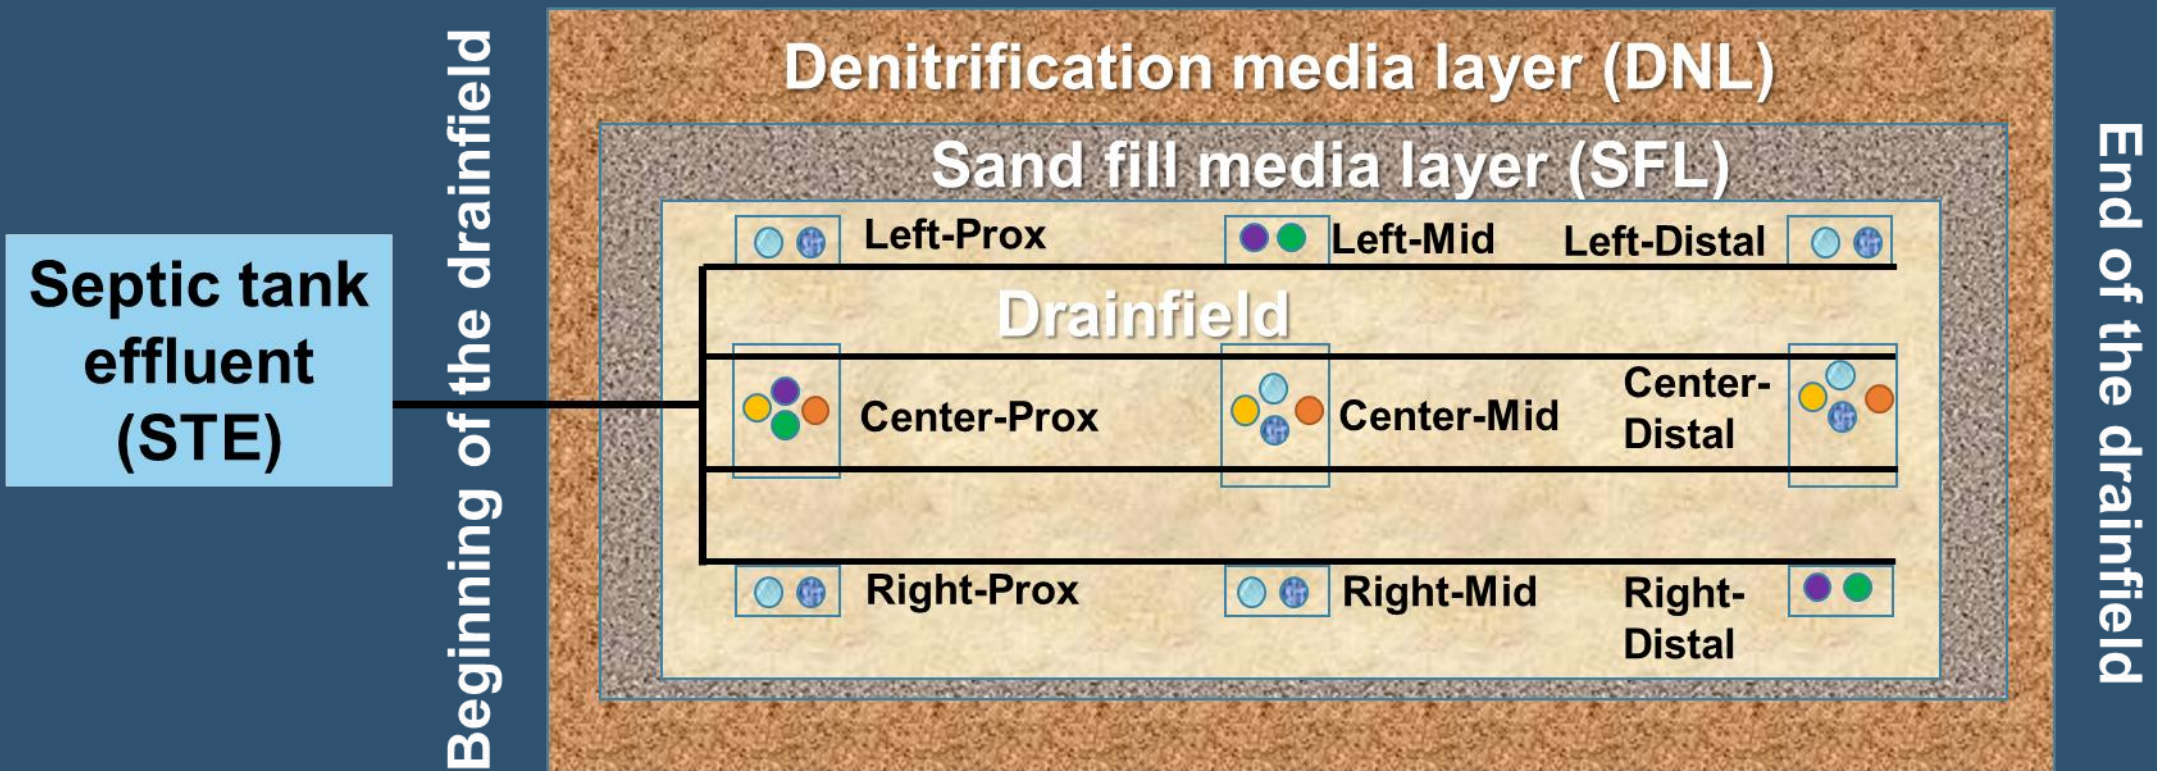 Denitrification media layer (DNL)
Sand fill media layer (SFL)
Septic tank
effluent
(STE)
Beginning of the drainfield
Left-Prox
Left-Mid
Left-Distal
Drainfield
Center-Prox
Center-Mid
Center-
Distal
Right-Prox
Right-Mid
Right-
Distal
End of the drainfield